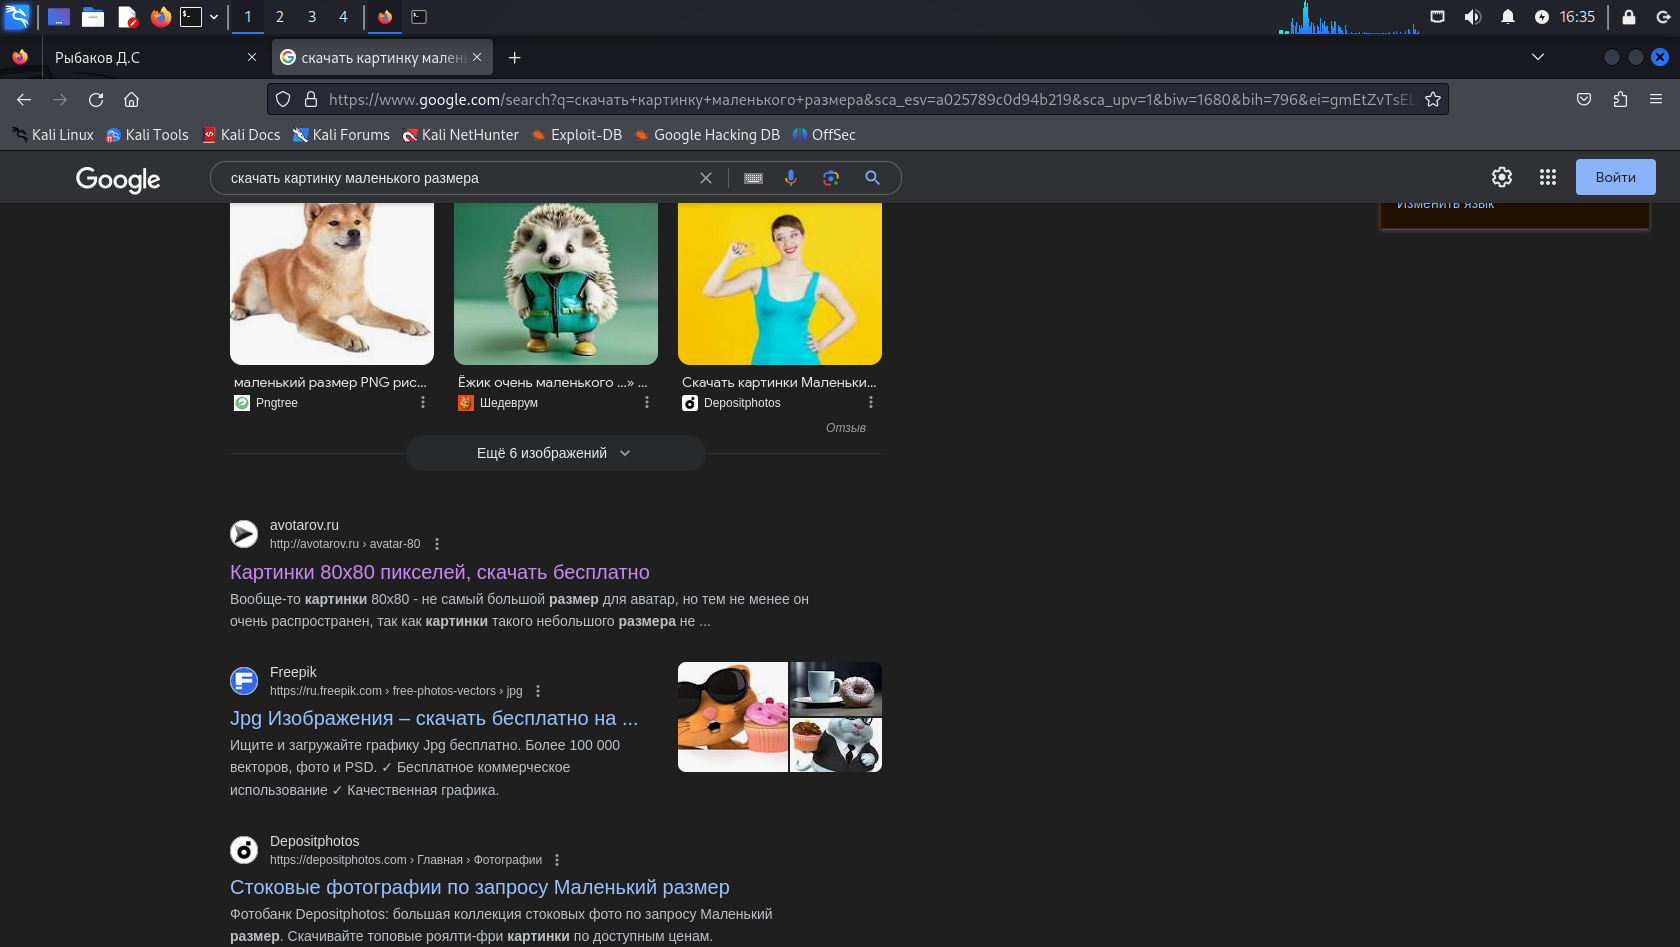 1 2 3 4
16:35
Рыбаков Д.С
скачать картинку мален
https://www.google.com/search?q=скачать+картинку+маленького+размера&sca_esv=a025789c0d94b219&sca_upv=1&biw=1680&bih=796&ei=gmEtZvTsEL
Kali Linux Kali Tools Kali Docs Kali Forums Kali NetHunter Exploit-DB Google Hacking DB OffSec
Google
скачать картинку маленького размера
Войти
Изменить язык
маленький размер PNG рис...
Pngtree
Ёжик очень маленького ...» ...
Шедеврум
Скачать картинки Маленьки...
Depositphotos
Отзыв
Ещё 6 изображений
avotarov.ru
http://avotarov.ru › avatar-80
Картинки 80x80 пикселей, скачать бесплатно
Вообще-то картинки 80x80 - не самый большой размер для аватар, но тем не менее он
очень распространен, так как картинки такого небольшого размера не ...
Freepik
https://ru.freepik.com › free-photos-vectors › jpg
Jpg Изображения – скачать бесплатно на ...
Ищите и загружайте графику Jpg бесплатно. Более 100 000
векторов, фото и PSD. ✓ Бесплатное коммерческое
использование ✓ Качественная графика.
Depositphotos
https://depositphotos.com › Главная › Фотографии
Стоковые фотографии по запросу Маленький размер
Фотобанк Depositphotos: большая коллекция стоковых фото по запросу Маленький
размер. Скачивайте топовые роялти-фри картинки по доступным ценам.